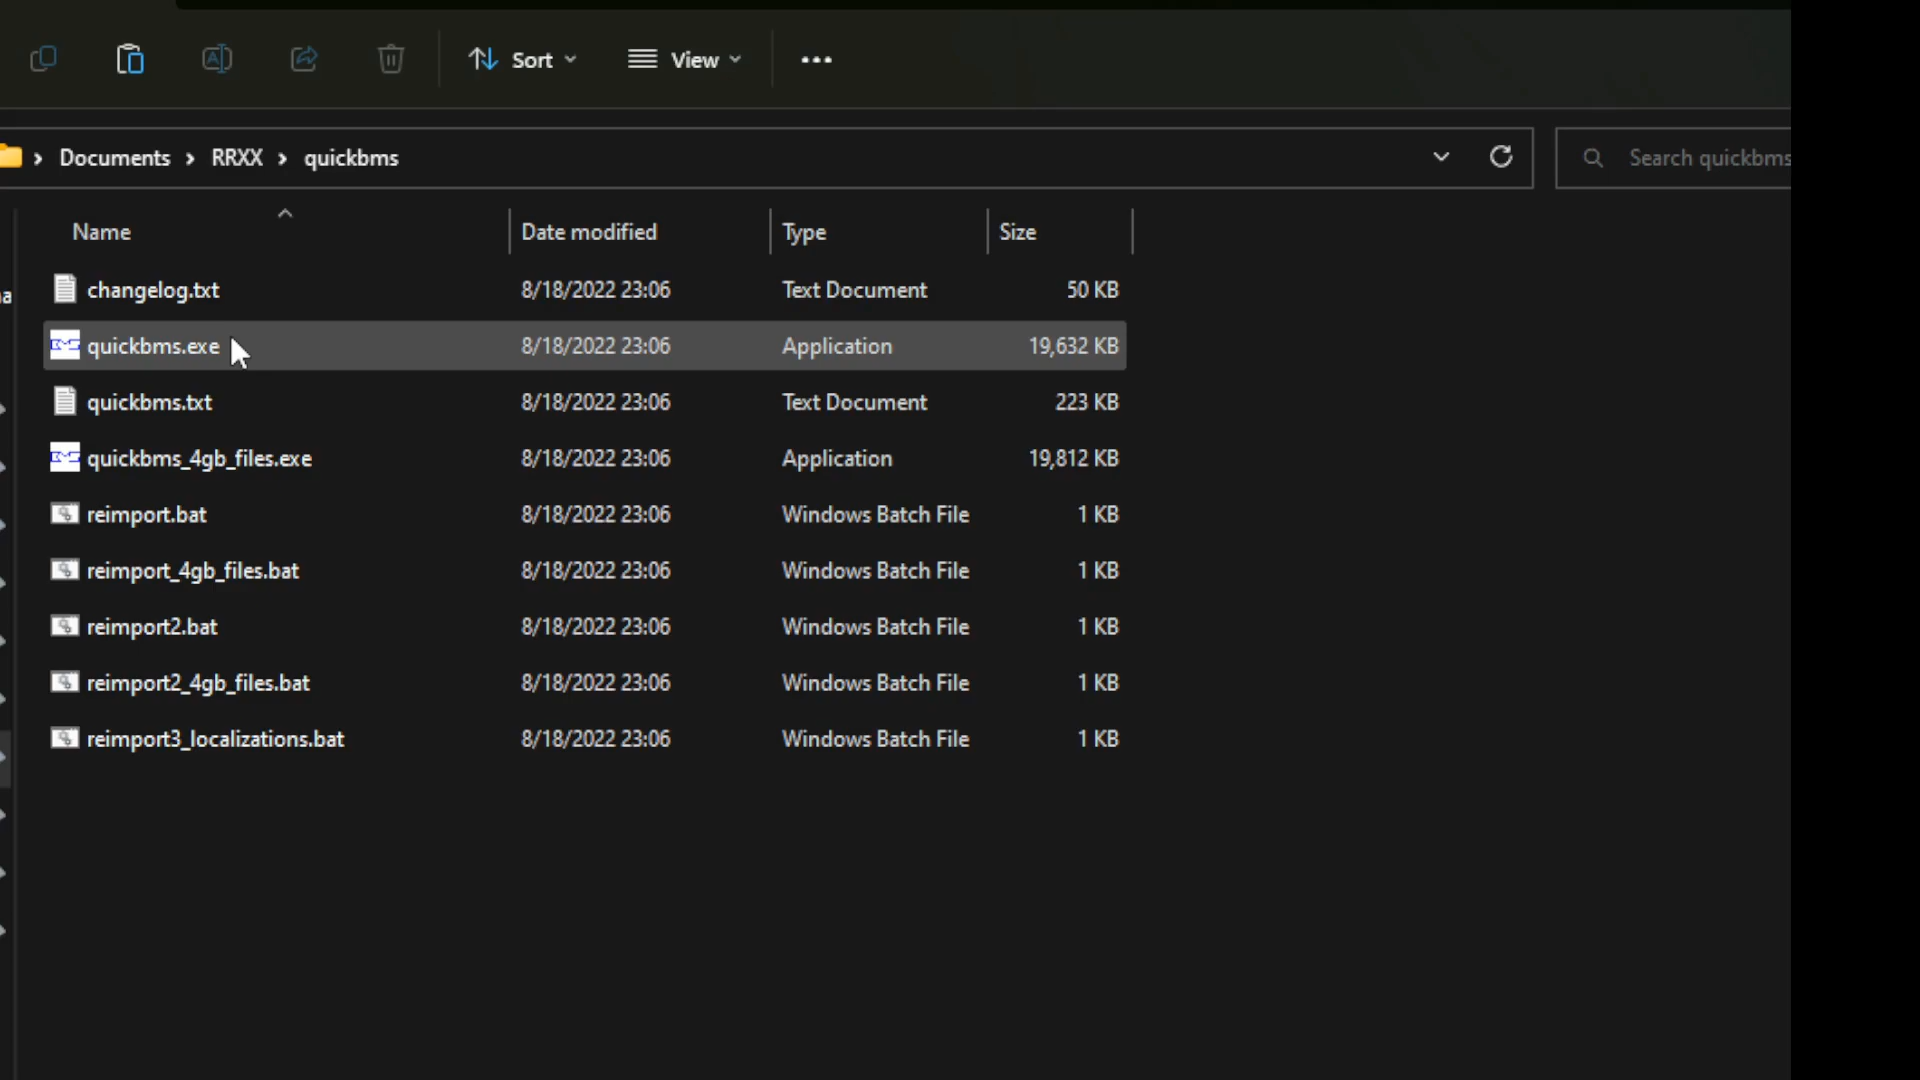 Sort View
Documents > RRXX > quickbms Search quickbms
Name Date modified Type Size
changelog.txt 8/18/2022 23:06 Text Document 50 KB
quickbms.exe 8/18/2022 23:06 Application 19,632 KB
quickbms.txt 8/18/2022 23:06 Text Document 223 KB
quickbms_4gb_files.exe 8/18/2022 23:06 Application 19,812 KB
reimport.bat 8/18/2022 23:06 Windows Batch File 1 KB
reimport_4gb_files.bat 8/18/2022 23:06 Windows Batch File 1 KB
reimport2.bat 8/18/2022 23:06 Windows Batch File 1 KB
reimport2_4gb_files.bat 8/18/2022 23:06 Windows Batch File 1 KB
reimport3_localizations.bat 8/18/2022 23:06 Windows Batch File 1 KB